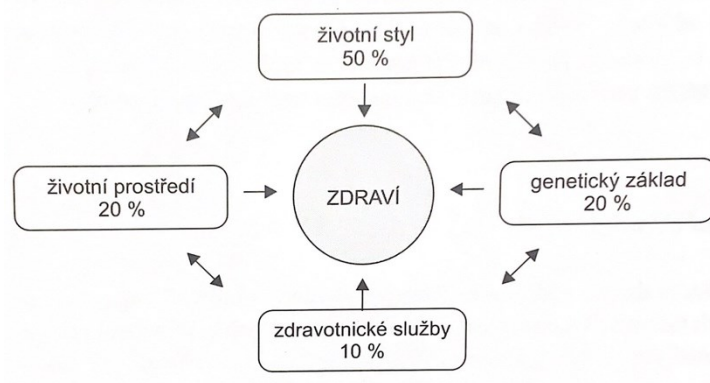 životní styl
50 %
životní prostředí
20 %
ZDRAVÍ
genetický základ
20 %
zdravotnické služby
10 %